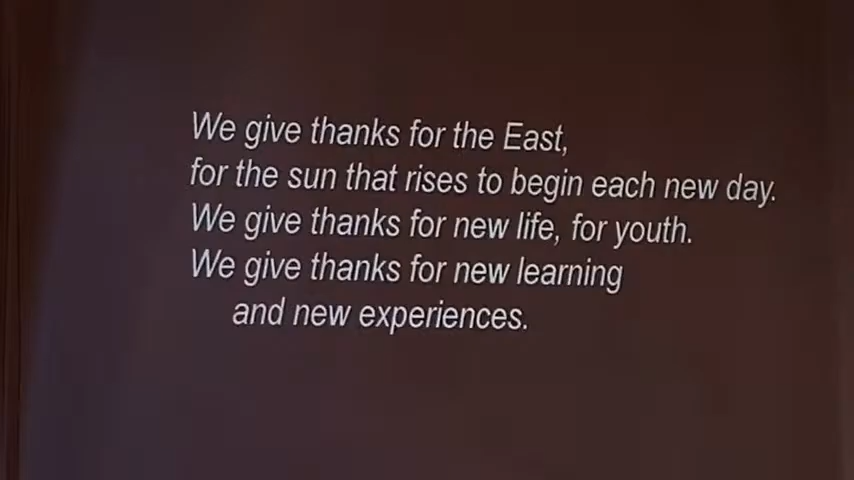 We give thanks for the East,
for the sun that rises to begin each new day.
We give thanks for new life, for youth.
We give thanks for new learning
and new experiences.